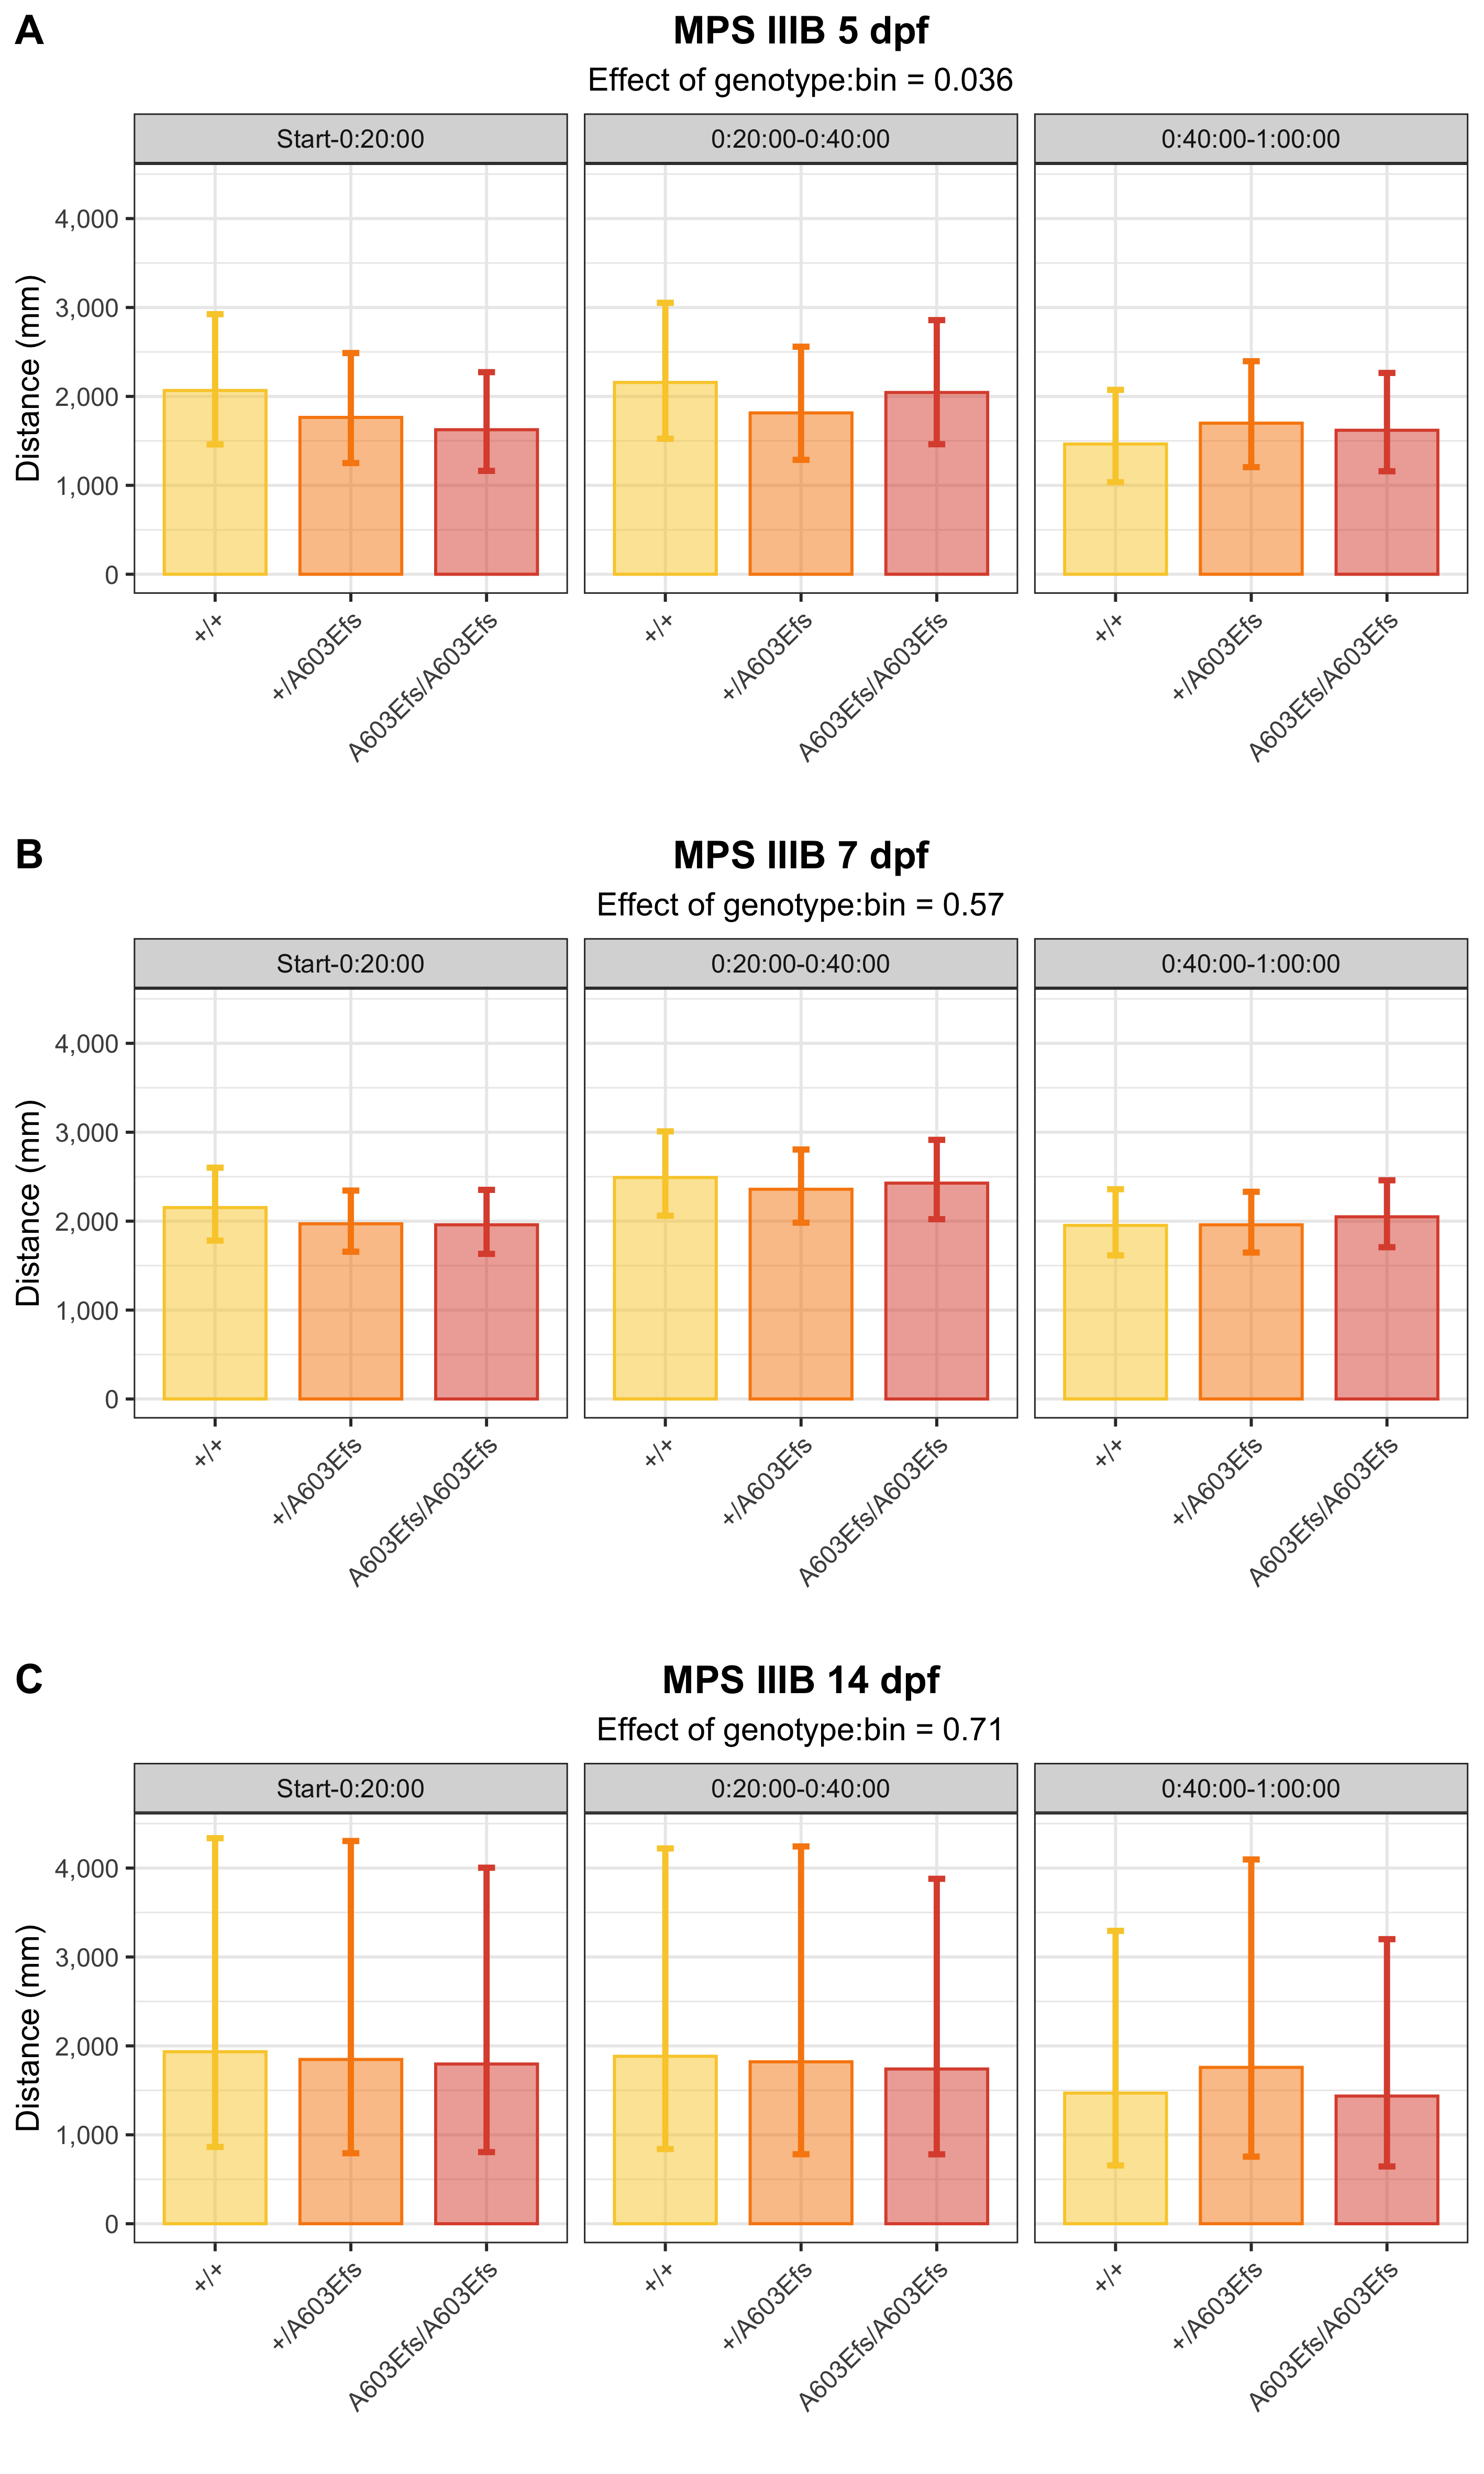 A
MPS IIIB 5 dpf
Effect of genotype:bin = 0.036
Start-0:20:00 0:20:00-0:40:00 0:40:00-1:00:00
Distance (mm)
4,000
3,000
2,000
1,000
0
+/+ +/A603Efs A603Efs/A603Efs +/+ +/A603Efs A603Efs/A603Efs +/+ +/A603Efs A603Efs/A603Efs
B
MPS IIIB 7 dpf
Effect of genotype:bin = 0.57
Start-0:20:00 0:20:00-0:40:00 0:40:00-1:00:00
Distance (mm)
4,000
3,000
2,000
1,000
0
+/+ +/A603Efs A603Efs/A603Efs +/+ +/A603Efs A603Efs/A603Efs +/+ +/A603Efs A603Efs/A603Efs
C
MPS IIIB 14 dpf
Effect of genotype:bin = 0.71
Start-0:20:00 0:20:00-0:40:00 0:40:00-1:00:00
Distance (mm)
4,000
3,000
2,000
1,000
0
+/+ +/A603Efs A603Efs/A603Efs +/+ +/A603Efs A603Efs/A603Efs +/+ +/A603Efs A603Efs/A603Efs